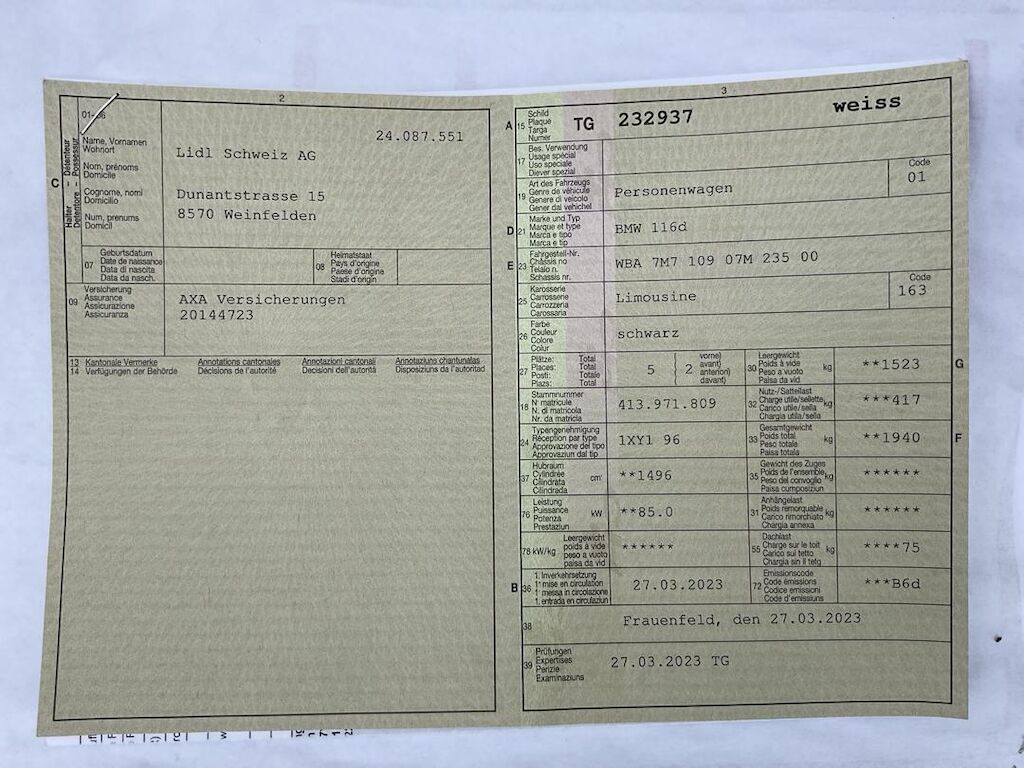 2
01-06
24.087.551
C
Halter – Détenteur
Detentore – Possessur
Name, Vornamen
Wohnort
Nom, prénoms
Domicile
Cognome, nomi
Domicilio
Num, prenums
Domicil
Lidl Schweiz AG
Dunantstrasse 15
8570 Weinfelden
07
Geburtsdatum
Date de naissance
Data di nascita
Data da nasch.
08
Heimatstaat
Pays d'origine
Paese d'origine
Stadi d'origin
09
Versicherung
Assurance
Assicurazione
Assicuranza
AXA Versicherungen
20144723
13 Kantonale Vermerke Annotations cantonales Annotazioni cantonali Annotaziuns chantunalas
14 Verfügungen der Behörde Décisions de l'autorité Decisioni dell'autorità Disposiziuns da l'autoritad
3
A 15
Schild
Plaque
Targa
Numer
TG 232937 weiss
17
Bes. Verwendung
Usage spécial
Uso speciale
Diever spezial
19
Art des Fahrzeugs
Genre de véhicule
Genere di veicolo
Gener dal vehichel
Personenwagen
Code
01
D 21
Marke und Typ
Marque et type
Marca e tipo
Marca e tip
BMW 116d
E 23
Fahrgestell-Nr.
Châssis no
Telaio n.
Schassis nr.
WBA 7M7 109 07M 235 00
25
Karosserie
Carrosserie
Carrozzeria
Carossaria
Limousine
Code
163
26
Farbe
Couleur
Colore
Colur
schwarz
27
Plätze: Total
Places: Total
Posti: Totale
Plazs: Total
5 ( 2
vorne)
avant)
anteriori)
davant)
30
Leergewicht
Poids à vide
Peso a vuoto
Paisa da vid
kg
**1523
G
18
Stammnummer
N° matricule
N. di matricola
Nr. da matricla
413.971.809
32
Nutz-/Sattellast
Charge utile/sellette
Carico utile/sella
Chargia utila/sella
kg
***417
24
Typengenehmigung
Réception par type
Approvazione del tipo
Approvaziun dal tip
1XY1 96
33
Gesamtgewicht
Poids total
Peso totale
Paisa totala
kg
**1940
F
37
Hubraum
Cylindrée
Cilindrata
Cilindrada
cm³
**1496
35
Gewicht des Zuges
Poids de l'ensemble
Peso del convoglio
Paisa cumposiziun
kg
******
76
Leistung
Puissance
Potenza
Prestaziun
kW
**85.0
31
Anhängelast
Poids remorquable
Carico rimorchiato
Chargia annexa
kg
******
78 kW/kg
Leergewicht
poids à vide
peso a vuoto
paisa da vid
******
55
Dachlast
Charge sur le toit
Carico sul tetto
Chargia sin il tetg
kg
****75
B 36
1. Inverkehrsetzung
1re mise en circulation
1a messa in circolazione
1. entrada en circulaziun
27.03.2023
72
Emissionscode
Code émissions
Codice emissioni
Code d'emissiuns
***B6d
38
Frauenfeld, den 27.03.2023
39
Prüfungen
Expertises
Perizie
Examinaziuns
27.03.2023 TG